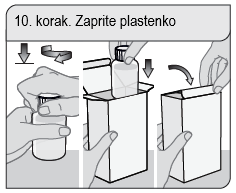 10. korak. Zaprite plastenko